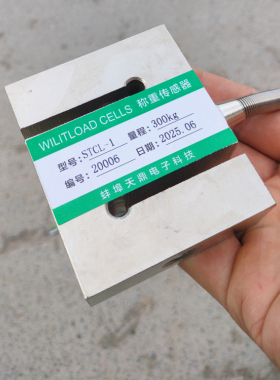 WILITLOAD CELLS 称重传感器
型号: STCL-1 量程: 300kg
编号: 20006 日期: 2025.06
蚌埠天鼎电子科技